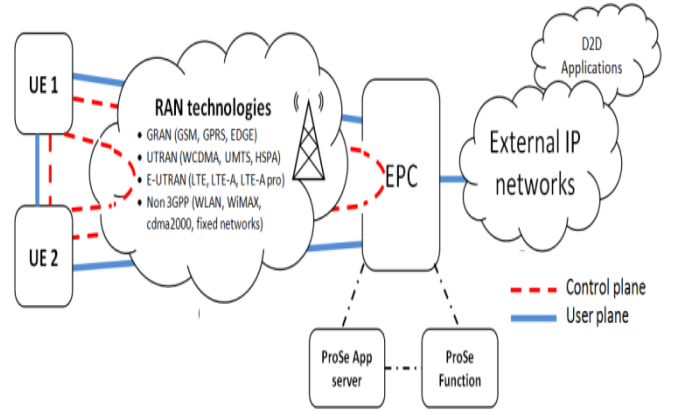 D2D
Applications
UE 1
RAN technologies
• GRAN (GSM, GPRS, EDGE)
• UTRAN (WCDMA, UMTS, HSPA)
• E-UTRAN (LTE, LTE-A, LTE-A pro)
• Non 3GPP (WLAN, WiMAX,
cdma2000, fixed networks)
EPC
External IP
networks
UE 2
Control plane
User plane
ProSe App
server
ProSe
Function